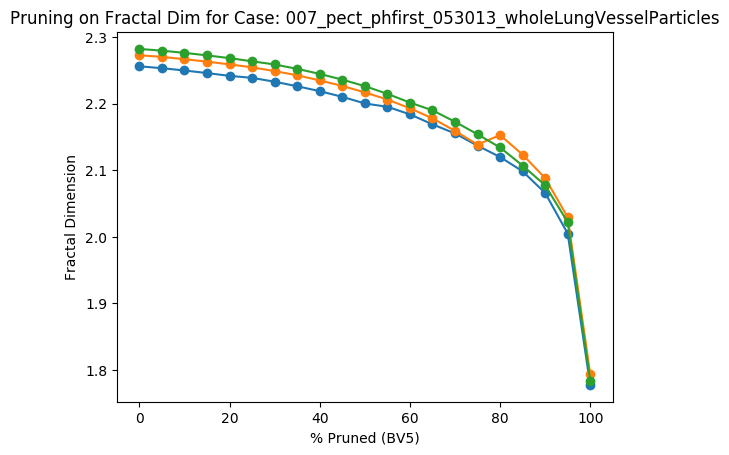 Pruning on Fractal Dim for Case: 007_pect_phfirst_053013_wholeLungVesselParticles
2.3
2.2
2.1
2.0
1.9
1.8
Fractal Dimension
0 20 40 60 80 100
% Pruned (BV5)